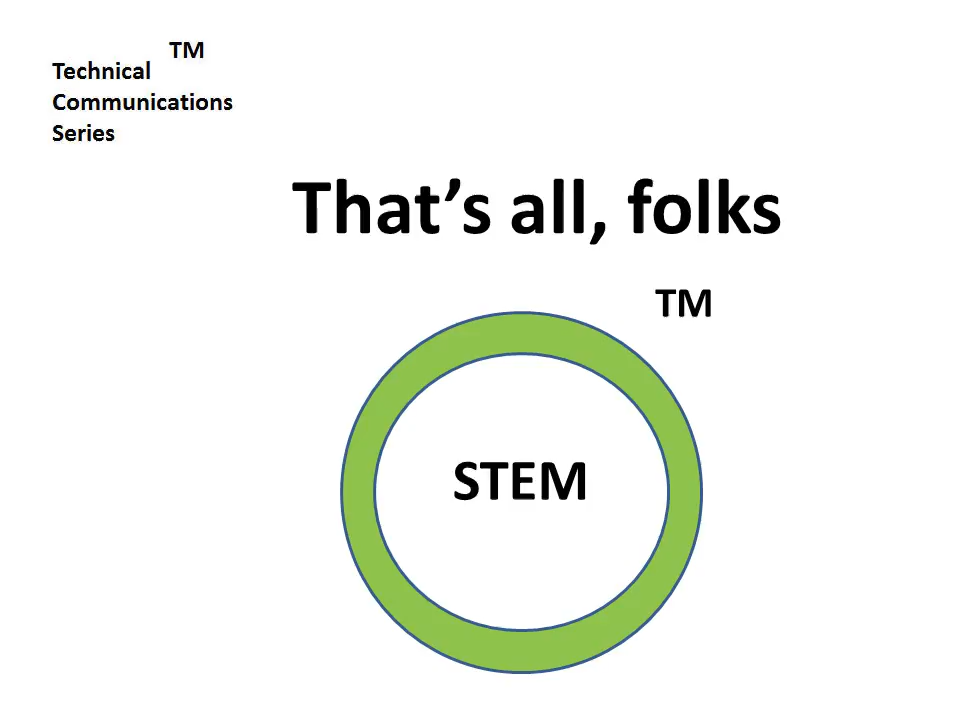 TM
Technical
Communications
Series
That’s all, folks
TM
STEM